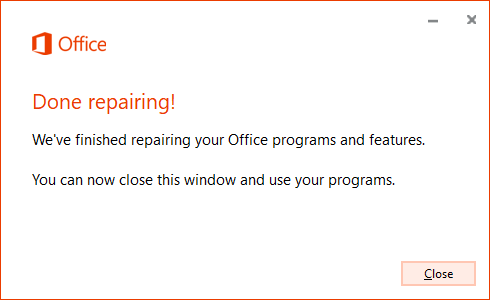 Office
Done repairing!
We've finished repairing your Office programs and features.
You can now close this window and use your programs.
Close